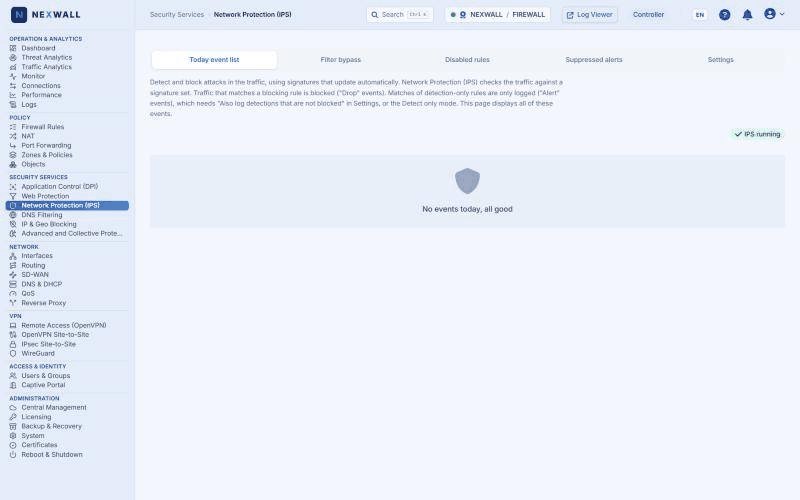 N NEXWALL
Security Services
Network Protection (IPS)
Search Ctrl K
NEXWALL / FIREWALL
Log Viewer
Controller
EN
OPERATION & ANALYTICS
Dashboard
Threat Analytics
Traffic Analytics
Monitor
Connections
Performance
Logs
POLICY
Firewall Rules
NAT
Port Forwarding
Zones & Policies
Objects
SECURITY SERVICES
Application Control (DPI)
Web Protection
Network Protection (IPS)
DNS Filtering
IP & Geo Blocking
Advanced and Collective Prote...
NETWORK
Interfaces
Routing
SD-WAN
DNS & DHCP
QoS
Reverse Proxy
VPN
Remote Access (OpenVPN)
OpenVPN Site-to-Site
IPsec Site-to-Site
WireGuard
ACCESS & IDENTITY
Users & Groups
Captive Portal
ADMINISTRATION
Central Management
Licensing
Backup & Recovery
System
Certificates
Reboot & Shutdown
Today event list
Filter bypass
Disabled rules
Suppressed alerts
Settings
Detect and block attacks in the traffic, using signatures that update automatically. Network Protection (IPS) checks the traffic against a
signature set. Traffic that matches a blocking rule is blocked ("Drop" events). Matches of detection-only rules are only logged ("Alert"
events), which needs "Also log detections that are not blocked" in Settings, or the Detect only mode. This page displays all of these
events.
IPS running
No events today, all good